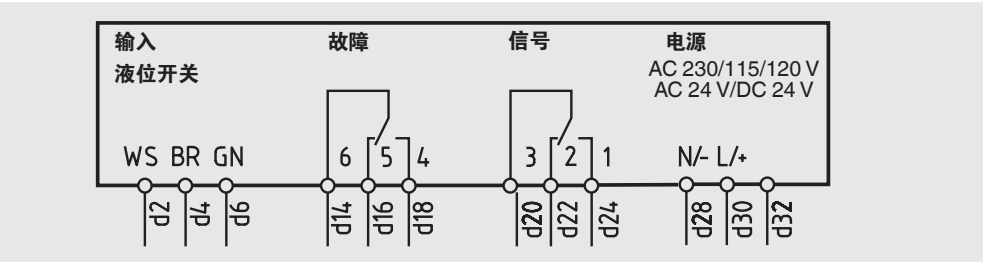 输入 故障 信号 电源
液位开关 AC 230/115/120 V
AC 24 V/DC 24 V
WS BR GN 6 5 4 3 2 1 N/- L/+
d2 d4 d6 d14 d16 d18 d20 d22 d24 d28 d30 d32